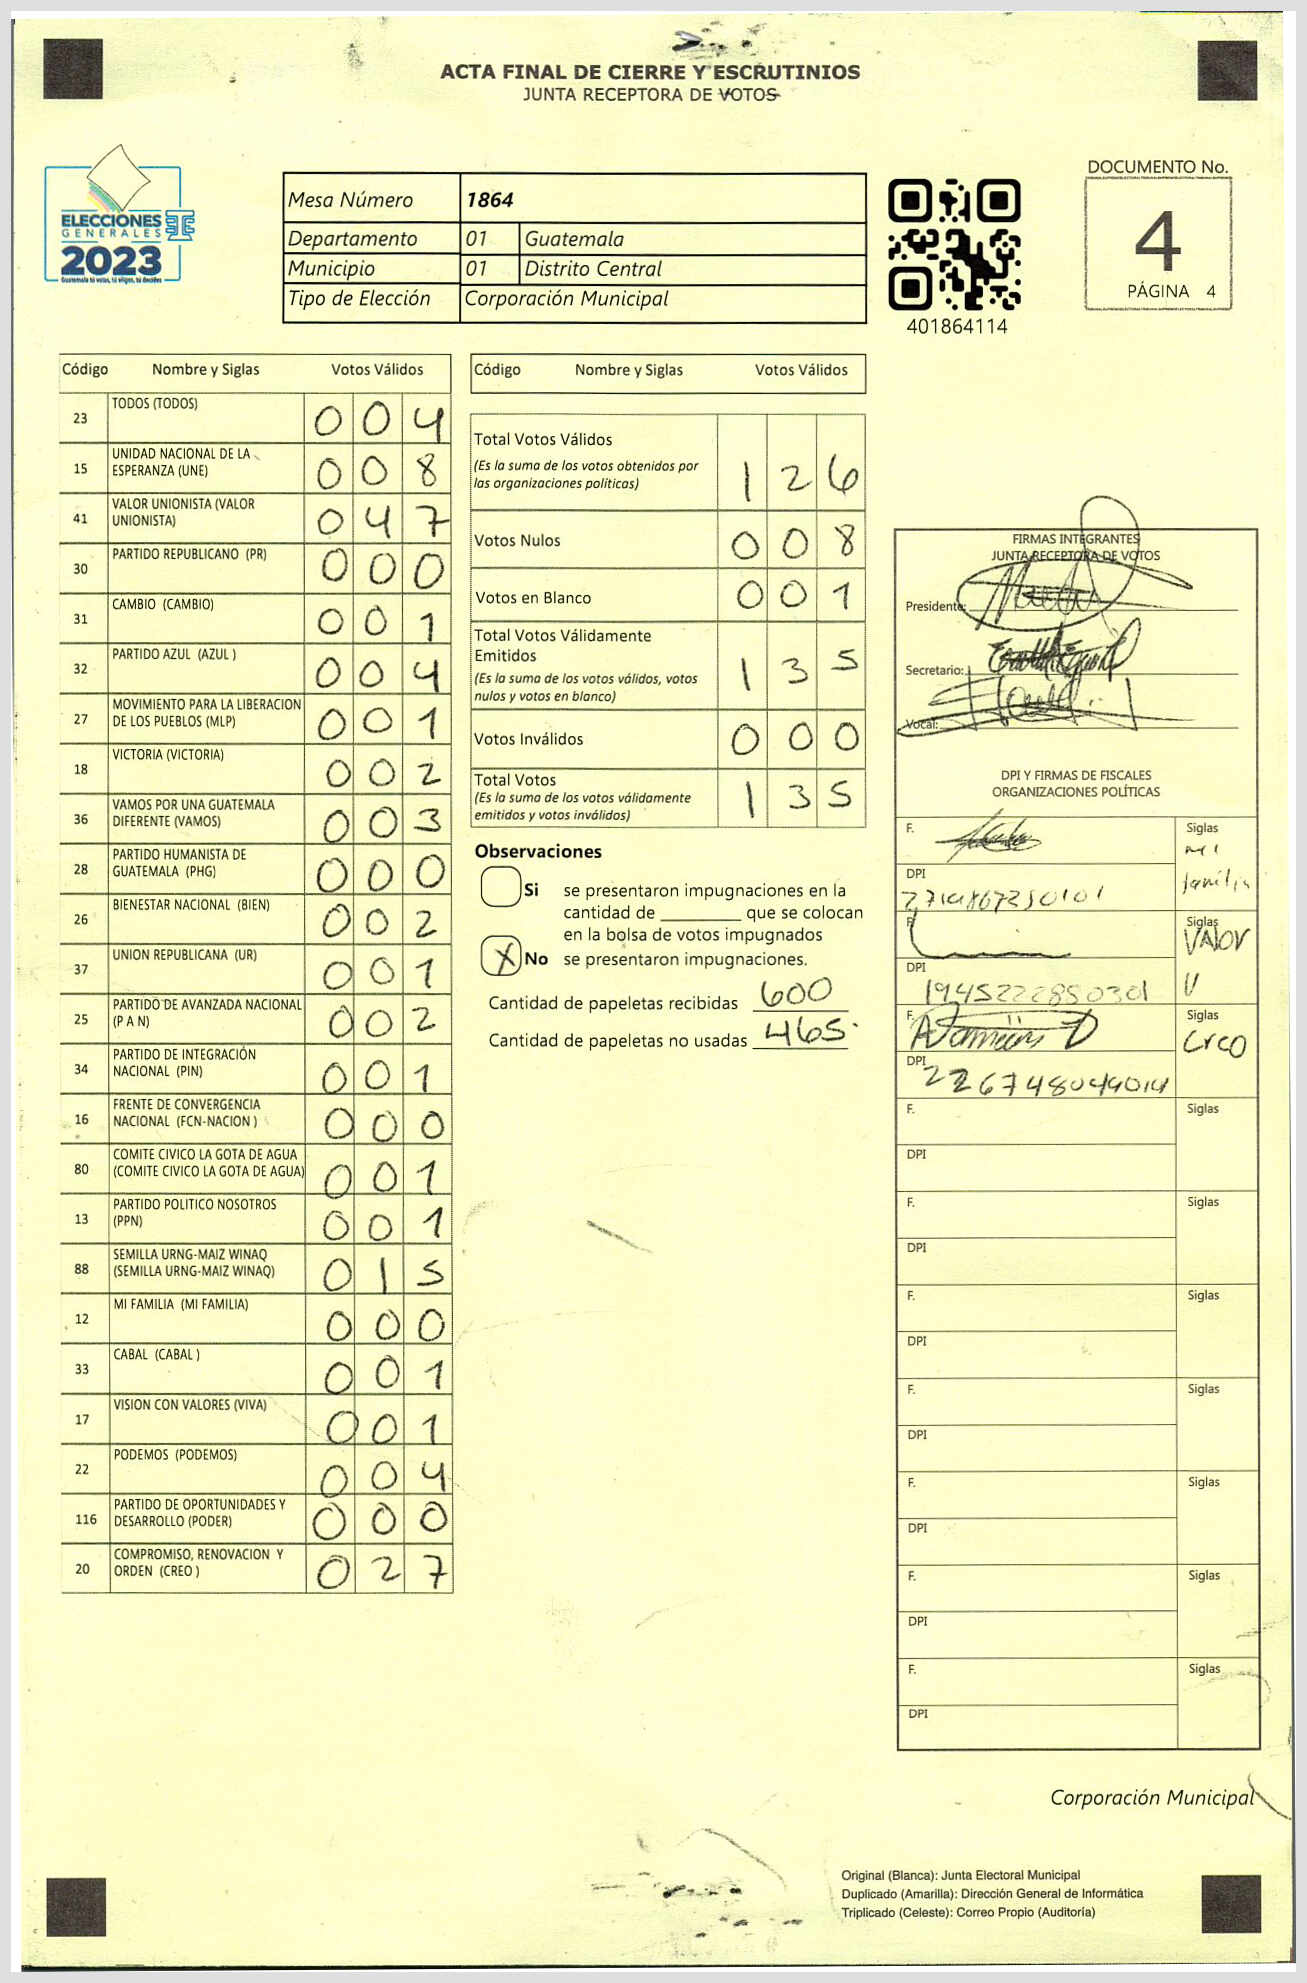 ACTA FINAL DE CIERRE Y ESCRUTINIOS
JUNTA RECEPTORA DE VOTOS
ELECCIONES
GENERALES
2023
Guatemala tú votas, tú eliges, tú decides
Mesa Número 1864
Departamento 01 Guatemala
Municipio 01 Distrito Central
Tipo de Elección Corporación Municipal
401864114
DOCUMENTO No.
4
PÁGINA 4
Código Nombre y Siglas Votos Válidos
23 TODOS (TODOS) 0 0 4
15 UNIDAD NACIONAL DE LA
ESPERANZA (UNE) 0 0 8
41 VALOR UNIONISTA (VALOR
UNIONISTA) 0 4 7
30 PARTIDO REPUBLICANO (PR) 0 0 0
31 CAMBIO (CAMBIO) 0 0 1
32 PARTIDO AZUL (AZUL ) 0 0 4
27 MOVIMIENTO PARA LA LIBERACION
DE LOS PUEBLOS (MLP) 0 0 1
18 VICTORIA (VICTORIA) 0 0 2
36 VAMOS POR UNA GUATEMALA
DIFERENTE (VAMOS) 0 0 3
28 PARTIDO HUMANISTA DE
GUATEMALA (PHG) 0 0 0
26 BIENESTAR NACIONAL (BIEN) 0 0 2
37 UNION REPUBLICANA (UR) 0 0 1
25 PARTIDO DE AVANZADA NACIONAL
(P A N) 0 0 2
34 PARTIDO DE INTEGRACIÓN
NACIONAL (PIN) 0 0 1
16 FRENTE DE CONVERGENCIA
NACIONAL (FCN-NACION ) 0 0 0
80 COMITE CIVICO LA GOTA DE AGUA
(COMITE CIVICO LA GOTA DE AGUA) 0 0 1
13 PARTIDO POLITICO NOSOTROS
(PPN) 0 0 1
88 SEMILLA URNG-MAIZ WINAQ
(SEMILLA URNG-MAIZ WINAQ) 0 1 5
12 MI FAMILIA (MI FAMILIA) 0 0 0
33 CABAL (CABAL ) 0 0 1
17 VISION CON VALORES (VIVA) 0 0 1
22 PODEMOS (PODEMOS) 0 0 4
116 PARTIDO DE OPORTUNIDADES Y
DESARROLLO (PODER) 0 0 0
20 COMPROMISO, RENOVACION Y
ORDEN (CREO ) 0 2 7
Código Nombre y Siglas Votos Válidos
Total Votos Válidos
(Es la suma de los votos obtenidos por
las organizaciones políticas) 1 2 6
Votos Nulos 0 0 8
Votos en Blanco 0 0 1
Total Votos Válidamente
Emitidos
(Es la suma de los votos válidos, votos
nulos y votos en blanco) 1 3 5
Votos Inválidos 0 0 0
Total Votos
(Es la suma de los votos válidamente
emitidos y votos inválidos) 1 3 5
Observaciones
Si se presentaron impugnaciones en la
cantidad de ________ que se colocan
en la bolsa de votos impugnados
X No se presentaron impugnaciones.
Cantidad de papeletas recibidas 600
Cantidad de papeletas no usadas 465
FIRMAS INTEGRANTES
JUNTA RECEPTORA DE VOTOS
Presidente:
Secretario:
Vocal:
DPI Y FIRMAS DE FISCALES
ORGANIZACIONES POLÍTICAS
F. Siglas
mi
familia
DPI
F. Siglas
VALOR
U
DPI 1945222850301
F. Siglas
Creo
DPI
F. Siglas
DPI
F. Siglas
DPI
F. Siglas
DPI
F. Siglas
DPI
F. Siglas
DPI
F. Siglas
DPI
F. Siglas
DPI
Corporación Municipal
Original (Blanca): Junta Electoral Municipal
Duplicado (Amarilla): Dirección General de Informática
Triplicado (Celeste): Correo Propio (Auditoría)